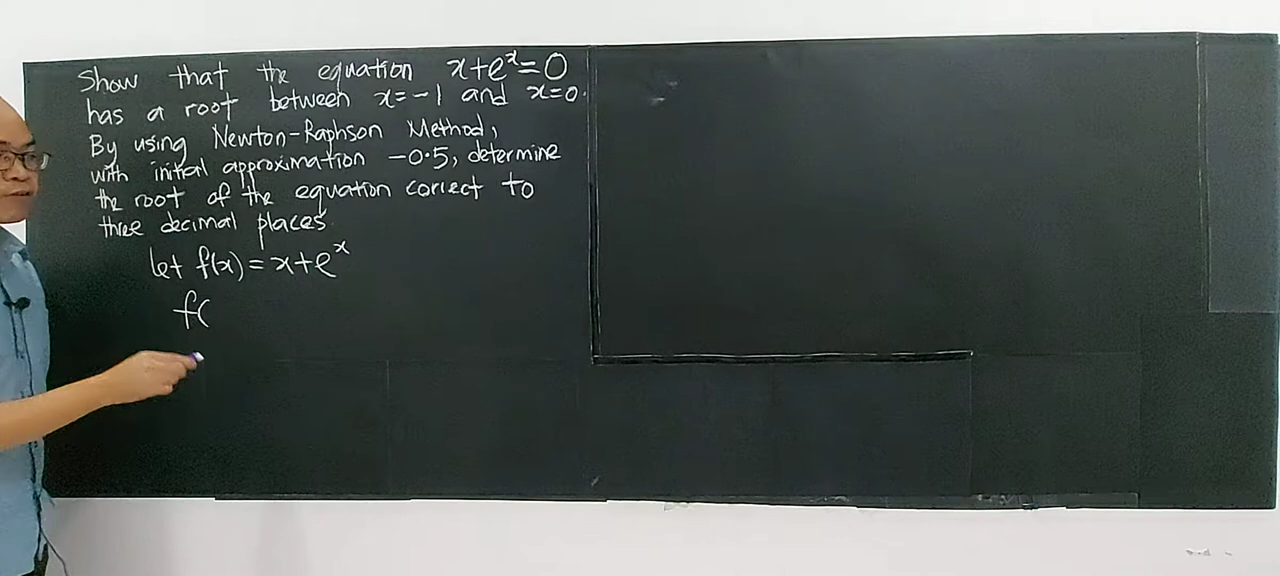 Show that the equation x+e^x=0
has a root between x=-1 and x=0.
By using Newton-Raphson Method,
with initial approximation -0.5, determine
the root of the equation correct to
three decimal places.
let f(x)=x+e^x
f(